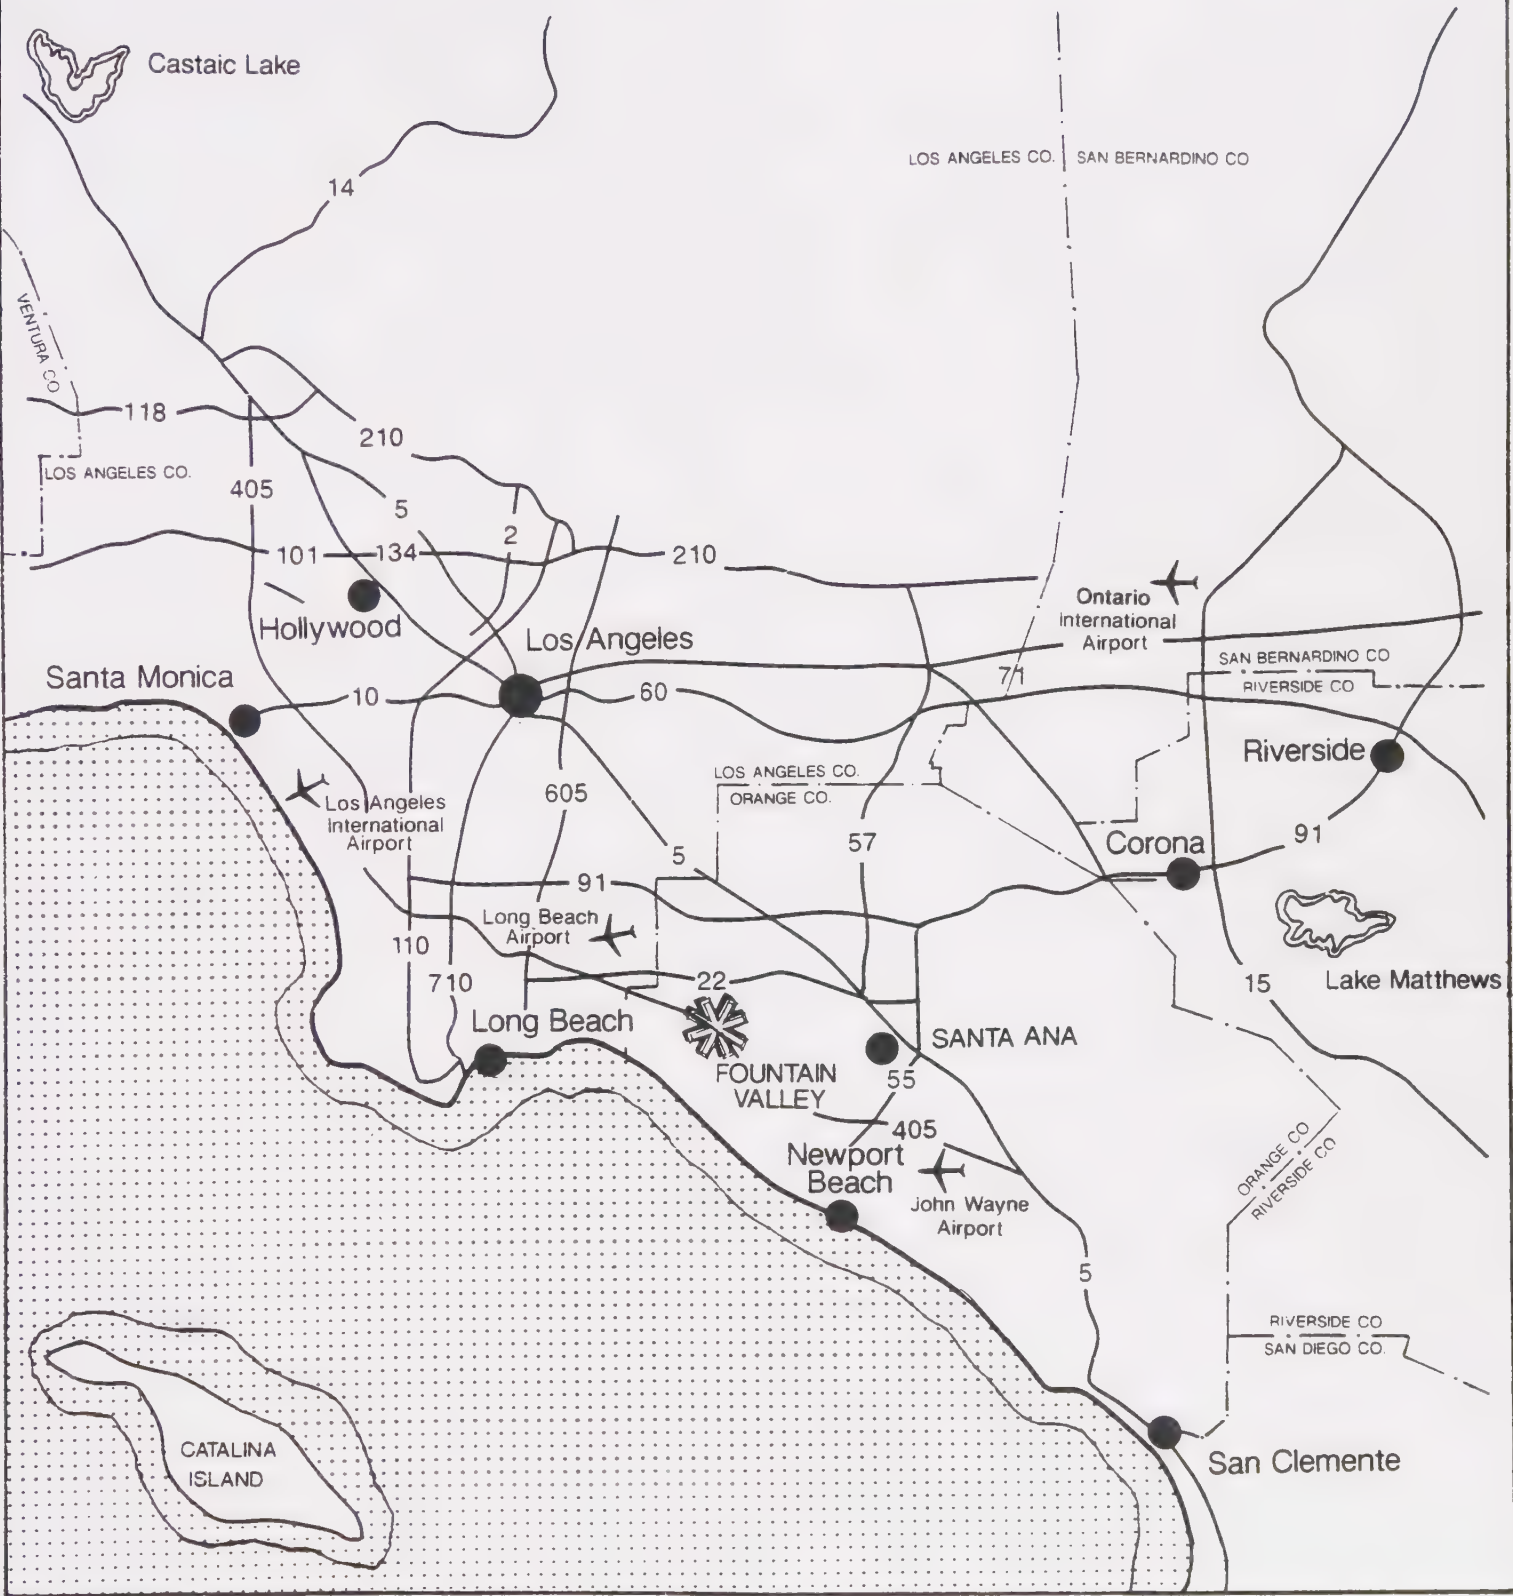 Castaic Lake
LOS ANGELES CO.
SAN BERNARDINO CO
14
VENTURA CO
118
210
LOS ANGELES CO.
405
5
2
101
134
210
Ontario
International
Airport
Hollywood
Los Angeles
SAN BERNARDINO CO
RIVERSIDE CO
Santa Monica
10
60
71
Riverside
LOS ANGELES CO.
ORANGE CO.
Los Angeles
International
Airport
605
57
5
Corona
91
91
Long Beach
Airport
110
710
22
15
Lake Matthews
Long Beach
SANTA ANA
FOUNTAIN
VALLEY
55
405
Newport
Beach
John Wayne
Airport
ORANGE CO
RIVERSIDE CO
5
RIVERSIDE CO
SAN DIEGO CO.
CATALINA
ISLAND
San Clemente